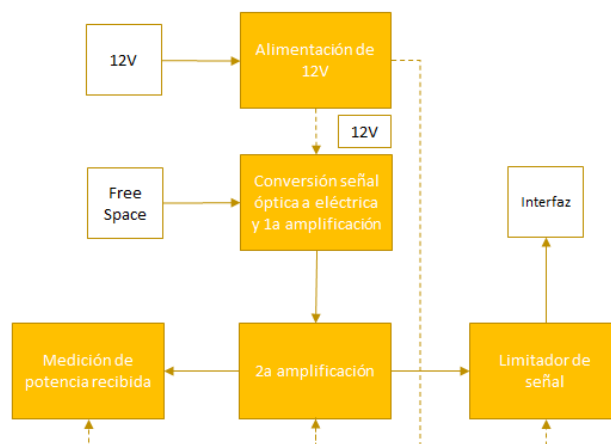 12V
Alimentación de
12V
12V
Free
Space
Conversión señal
óptica a eléctrica
y 1a amplificación
Interfaz
Medición de
potencia recibida
2a amplificación
Limitador de
señal